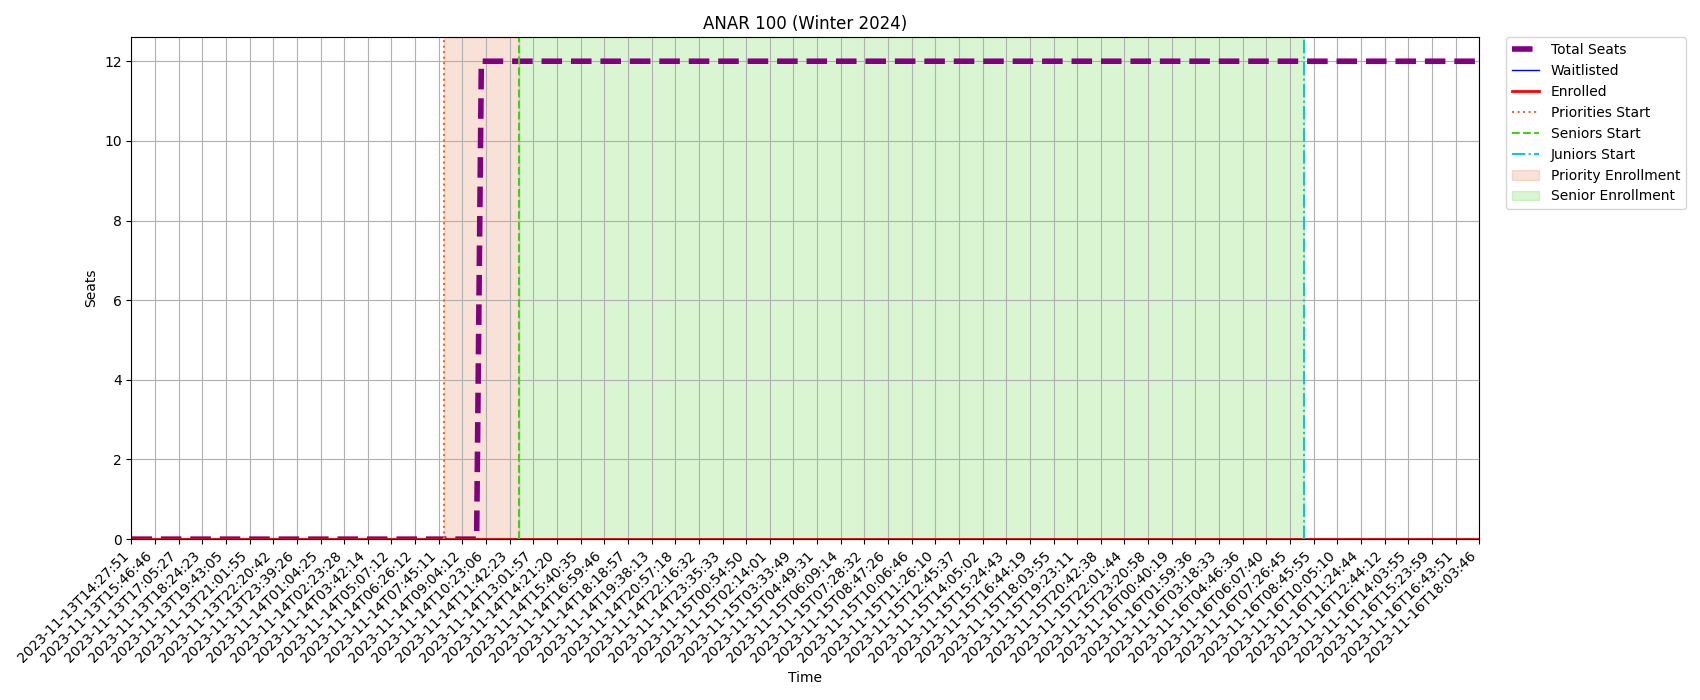 ANAR 100 (Winter 2024)
Seats
12
10
8
6
4
2
0
2023-11-13T14:27:51
2023-11-13T15:46:46
2023-11-13T17:05:27
2023-11-13T18:24:23
2023-11-13T19:43:05
2023-11-13T21:01:55
2023-11-13T22:20:42
2023-11-13T23:39:26
2023-11-14T01:04:25
2023-11-14T02:23:28
2023-11-14T03:42:14
2023-11-14T05:07:12
2023-11-14T06:26:12
2023-11-14T07:45:11
2023-11-14T09:04:12
2023-11-14T10:23:06
2023-11-14T11:42:23
2023-11-14T13:01:57
2023-11-14T14:21:20
2023-11-14T15:40:35
2023-11-14T16:59:46
2023-11-14T18:18:57
2023-11-14T19:38:13
2023-11-14T20:57:18
2023-11-14T22:16:32
2023-11-14T23:35:33
2023-11-15T00:54:50
2023-11-15T02:14:01
2023-11-15T03:33:49
2023-11-15T04:49:31
2023-11-15T06:09:14
2023-11-15T07:28:32
2023-11-15T08:47:26
2023-11-15T10:06:46
2023-11-15T11:26:10
2023-11-15T12:45:37
2023-11-15T14:05:02
2023-11-15T15:24:43
2023-11-15T16:44:19
2023-11-15T18:03:55
2023-11-15T19:23:11
2023-11-15T20:42:38
2023-11-15T22:01:44
2023-11-15T23:20:58
2023-11-16T00:40:19
2023-11-16T01:59:36
2023-11-16T03:18:33
2023-11-16T04:46:36
2023-11-16T06:07:40
2023-11-16T07:26:45
2023-11-16T08:45:55
2023-11-16T10:05:10
2023-11-16T11:24:44
2023-11-16T12:44:12
2023-11-16T14:03:55
2023-11-16T15:23:59
2023-11-16T16:43:51
2023-11-16T18:03:46
Time
Total Seats
Waitlisted
Enrolled
Priorities Start
Seniors Start
Juniors Start
Priority Enrollment
Senior Enrollment